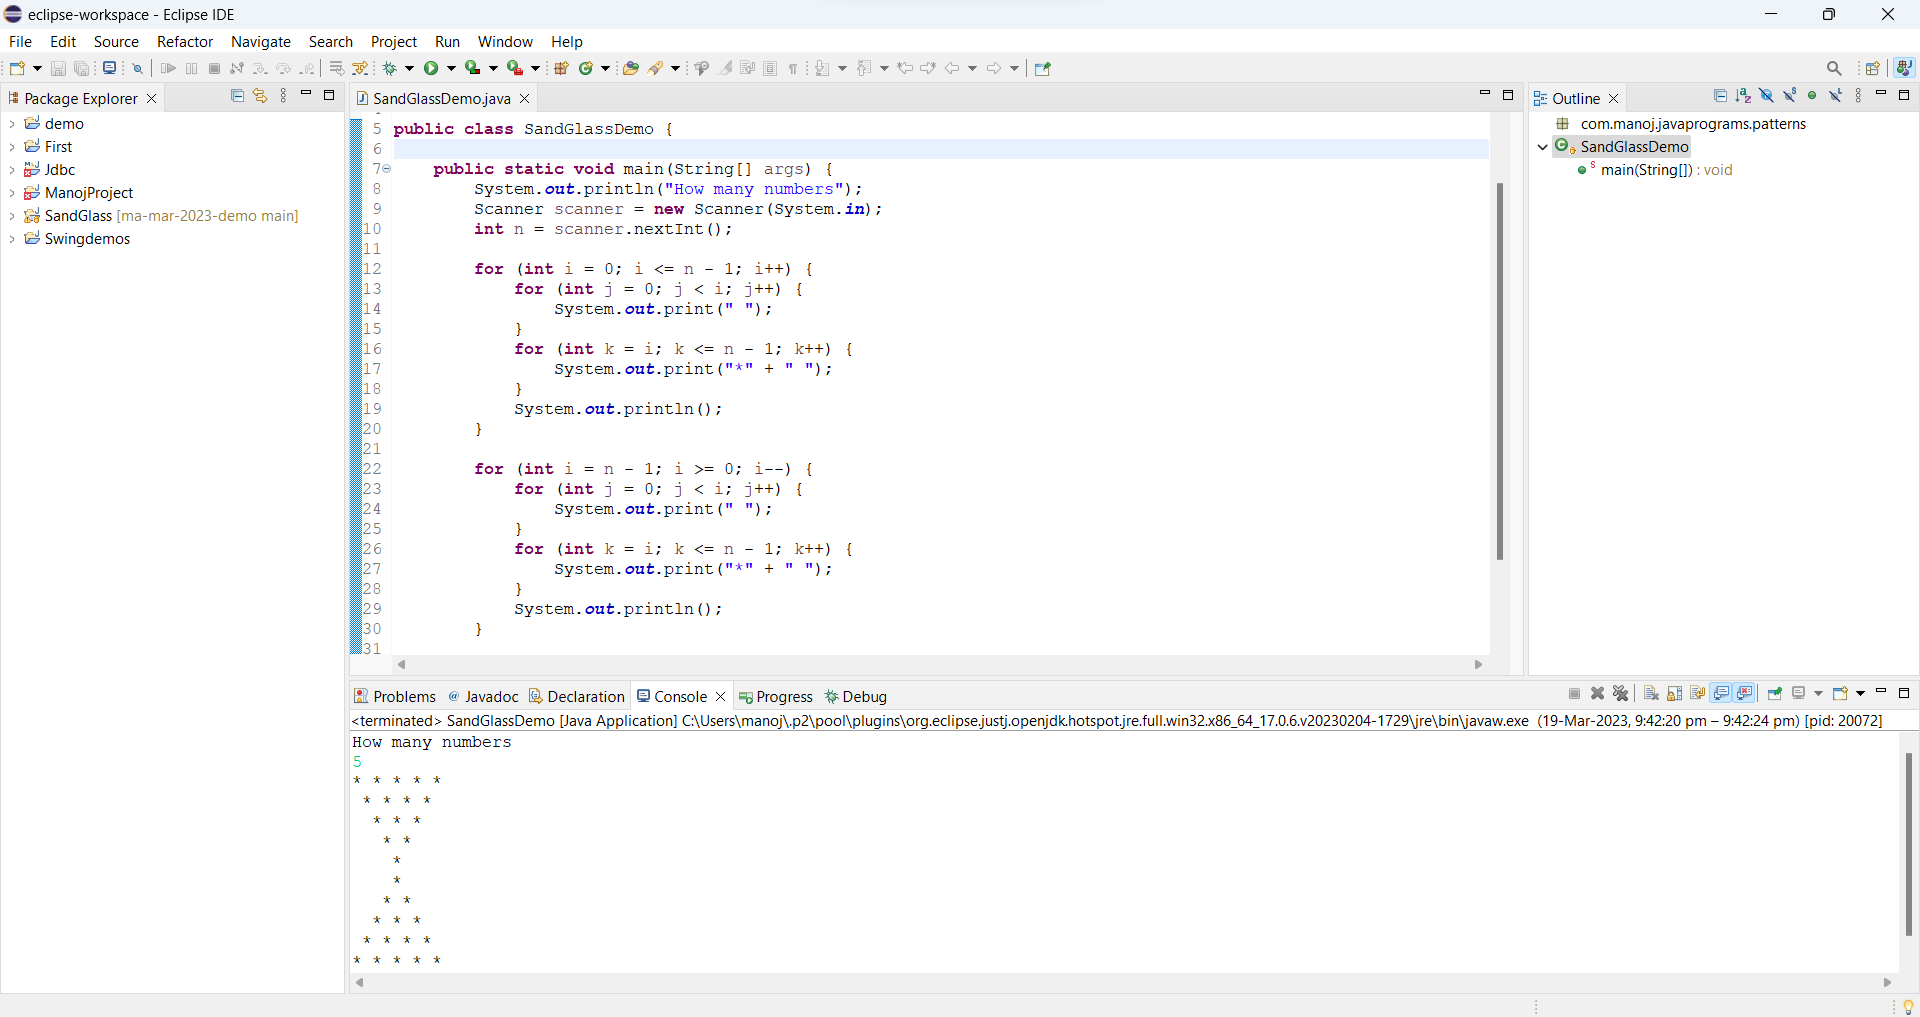 eclipse-workspace - Eclipse IDE
File Edit Source Refactor Navigate Search Project Run Window Help
Package Explorer
demo
First
Jdbc
ManojProject
SandGlass [ma-mar-2023-demo main]
Swingdemos
SandGlassDemo.java
5 public class SandGlassDemo {
6
7 public static void main(String[] args) {
8 System.out.println("How many numbers");
9 Scanner scanner = new Scanner(System.in);
10 int n = scanner.nextInt();
11
12 for (int i = 0; i <= n - 1; i++) {
13 for (int j = 0; j < i; j++) {
14 System.out.print(" ");
15 }
16 for (int k = i; k <= n - 1; k++) {
17 System.out.print("*" + " ");
18 }
19 System.out.println();
20 }
21
22 for (int i = n - 1; i >= 0; i--) {
23 for (int j = 0; j < i; j++) {
24 System.out.print(" ");
25 }
26 for (int k = i; k <= n - 1; k++) {
27 System.out.print("*" + " ");
28 }
29 System.out.println();
30 }
31
Outline
com.manoj.javaprograms.patterns
SandGlassDemo
main(String[]) : void
Problems @ Javadoc Declaration Console Progress Debug
<terminated> SandGlassDemo [Java Application] C:\Users\manoj\.p2\pool\plugins\org.eclipse.justj.openjdk.hotspot.jre.full.win32.x86_64_17.0.6.v20230204-1729\jre\bin\javaw.exe (19-Mar-2023, 9:42:20 pm – 9:42:24 pm) [pid: 20072]
How many numbers
5
* * * * *
* * * *
* * *
* *
*
*
* *
* * *
* * * *
* * * * *